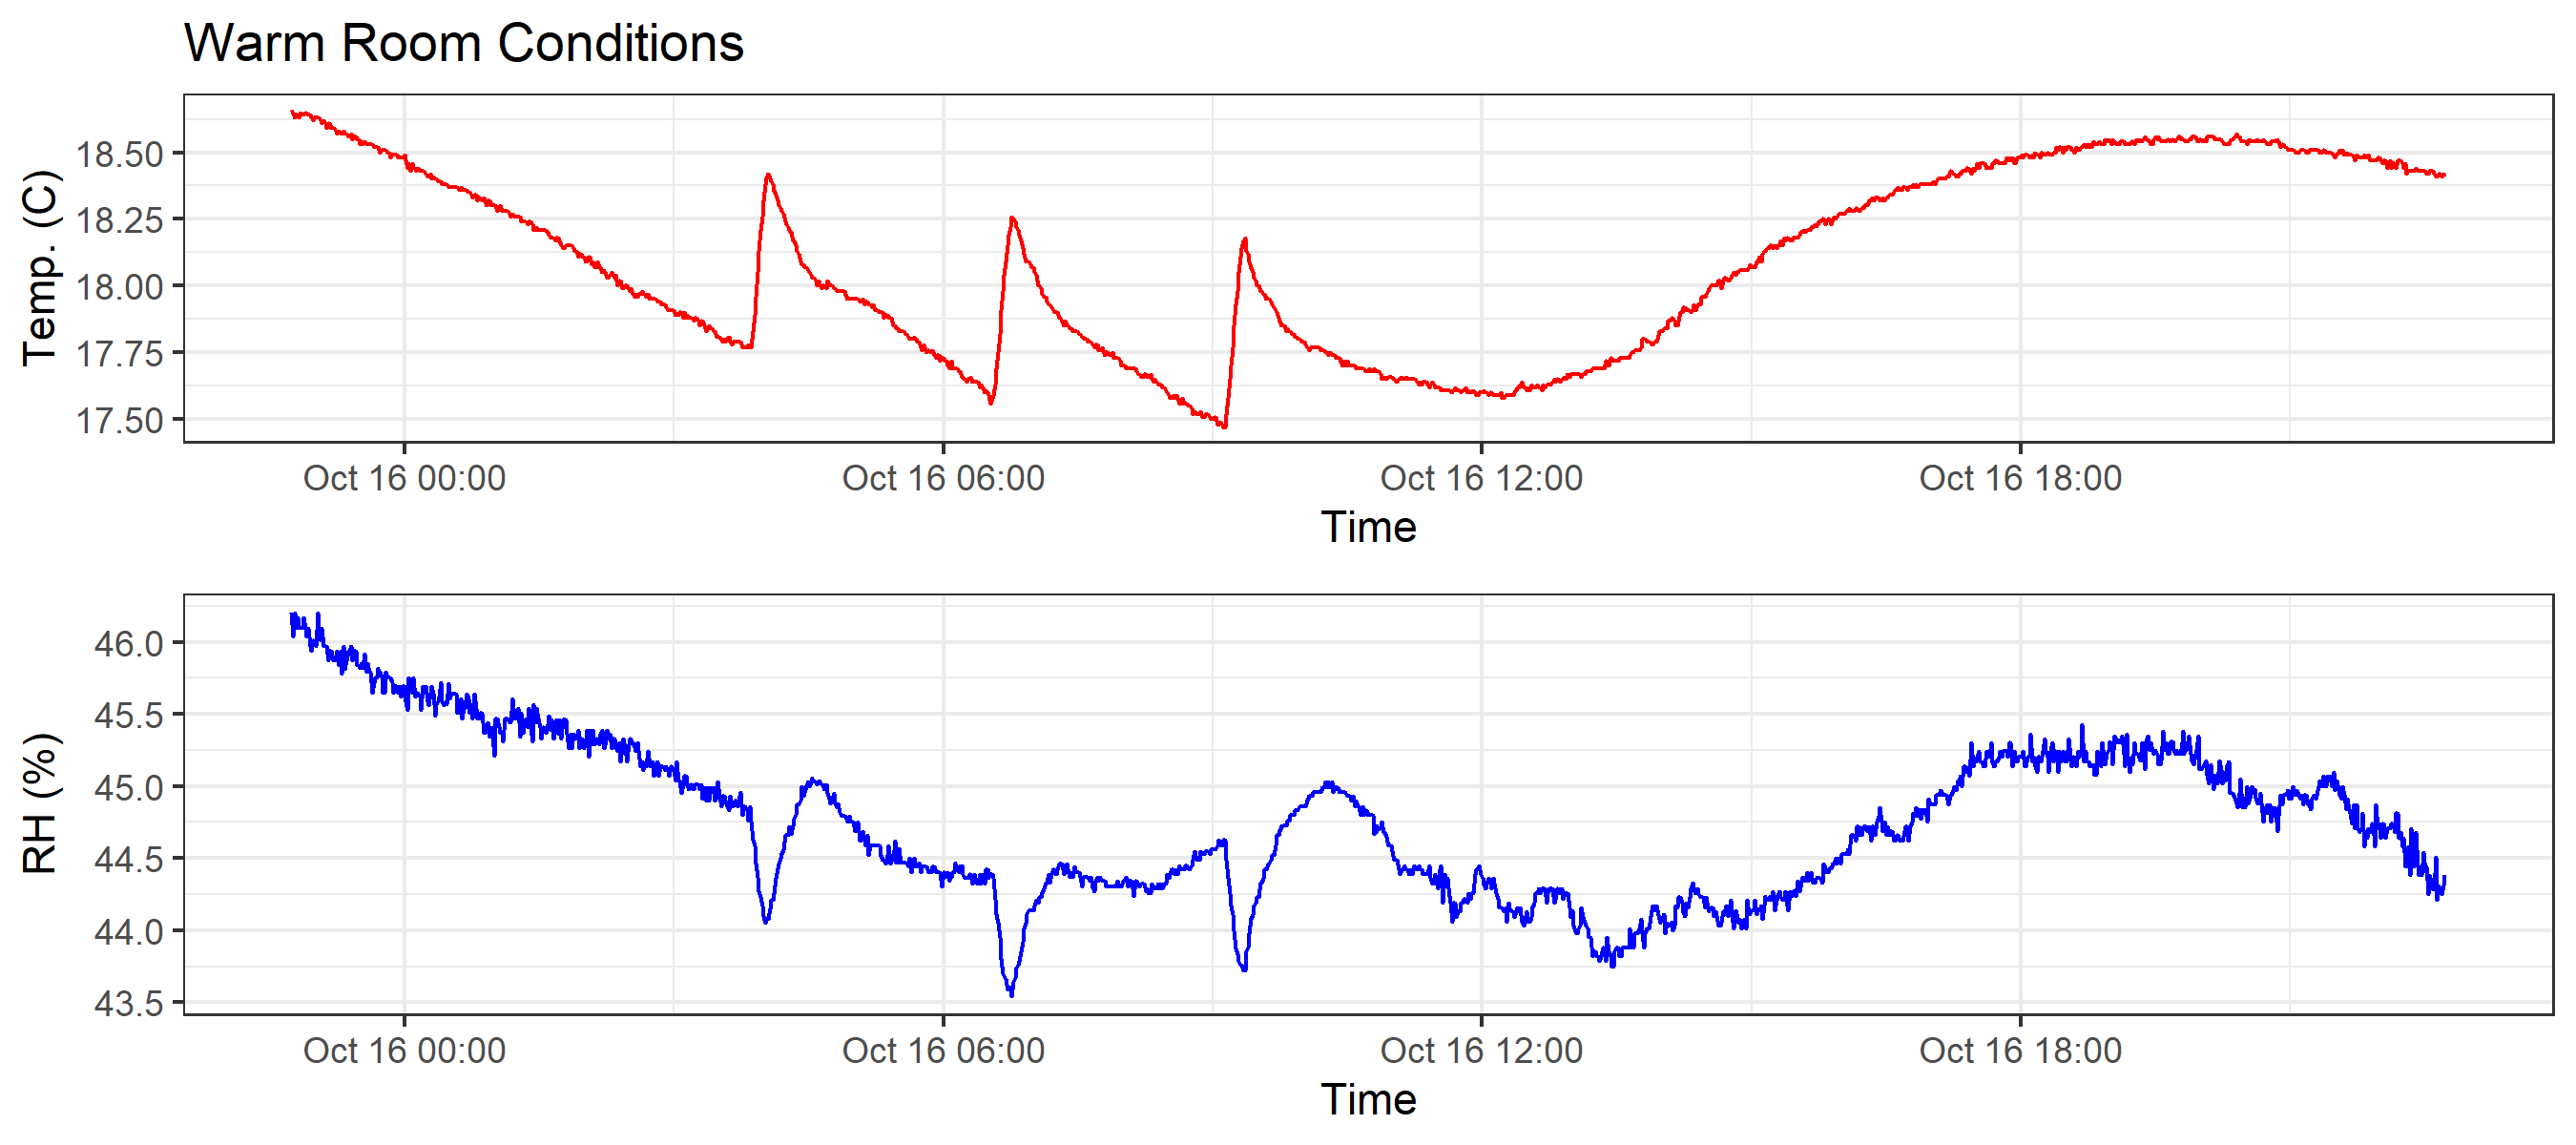 Warm Room Conditions
Temp. (C)
18.50
18.25
18.00
17.75
17.50
Oct 16 00:00 Oct 16 06:00 Oct 16 12:00 Oct 16 18:00
Time
RH (%)
46.0
45.5
45.0
44.5
44.0
43.5
Oct 16 00:00 Oct 16 06:00 Oct 16 12:00 Oct 16 18:00
Time